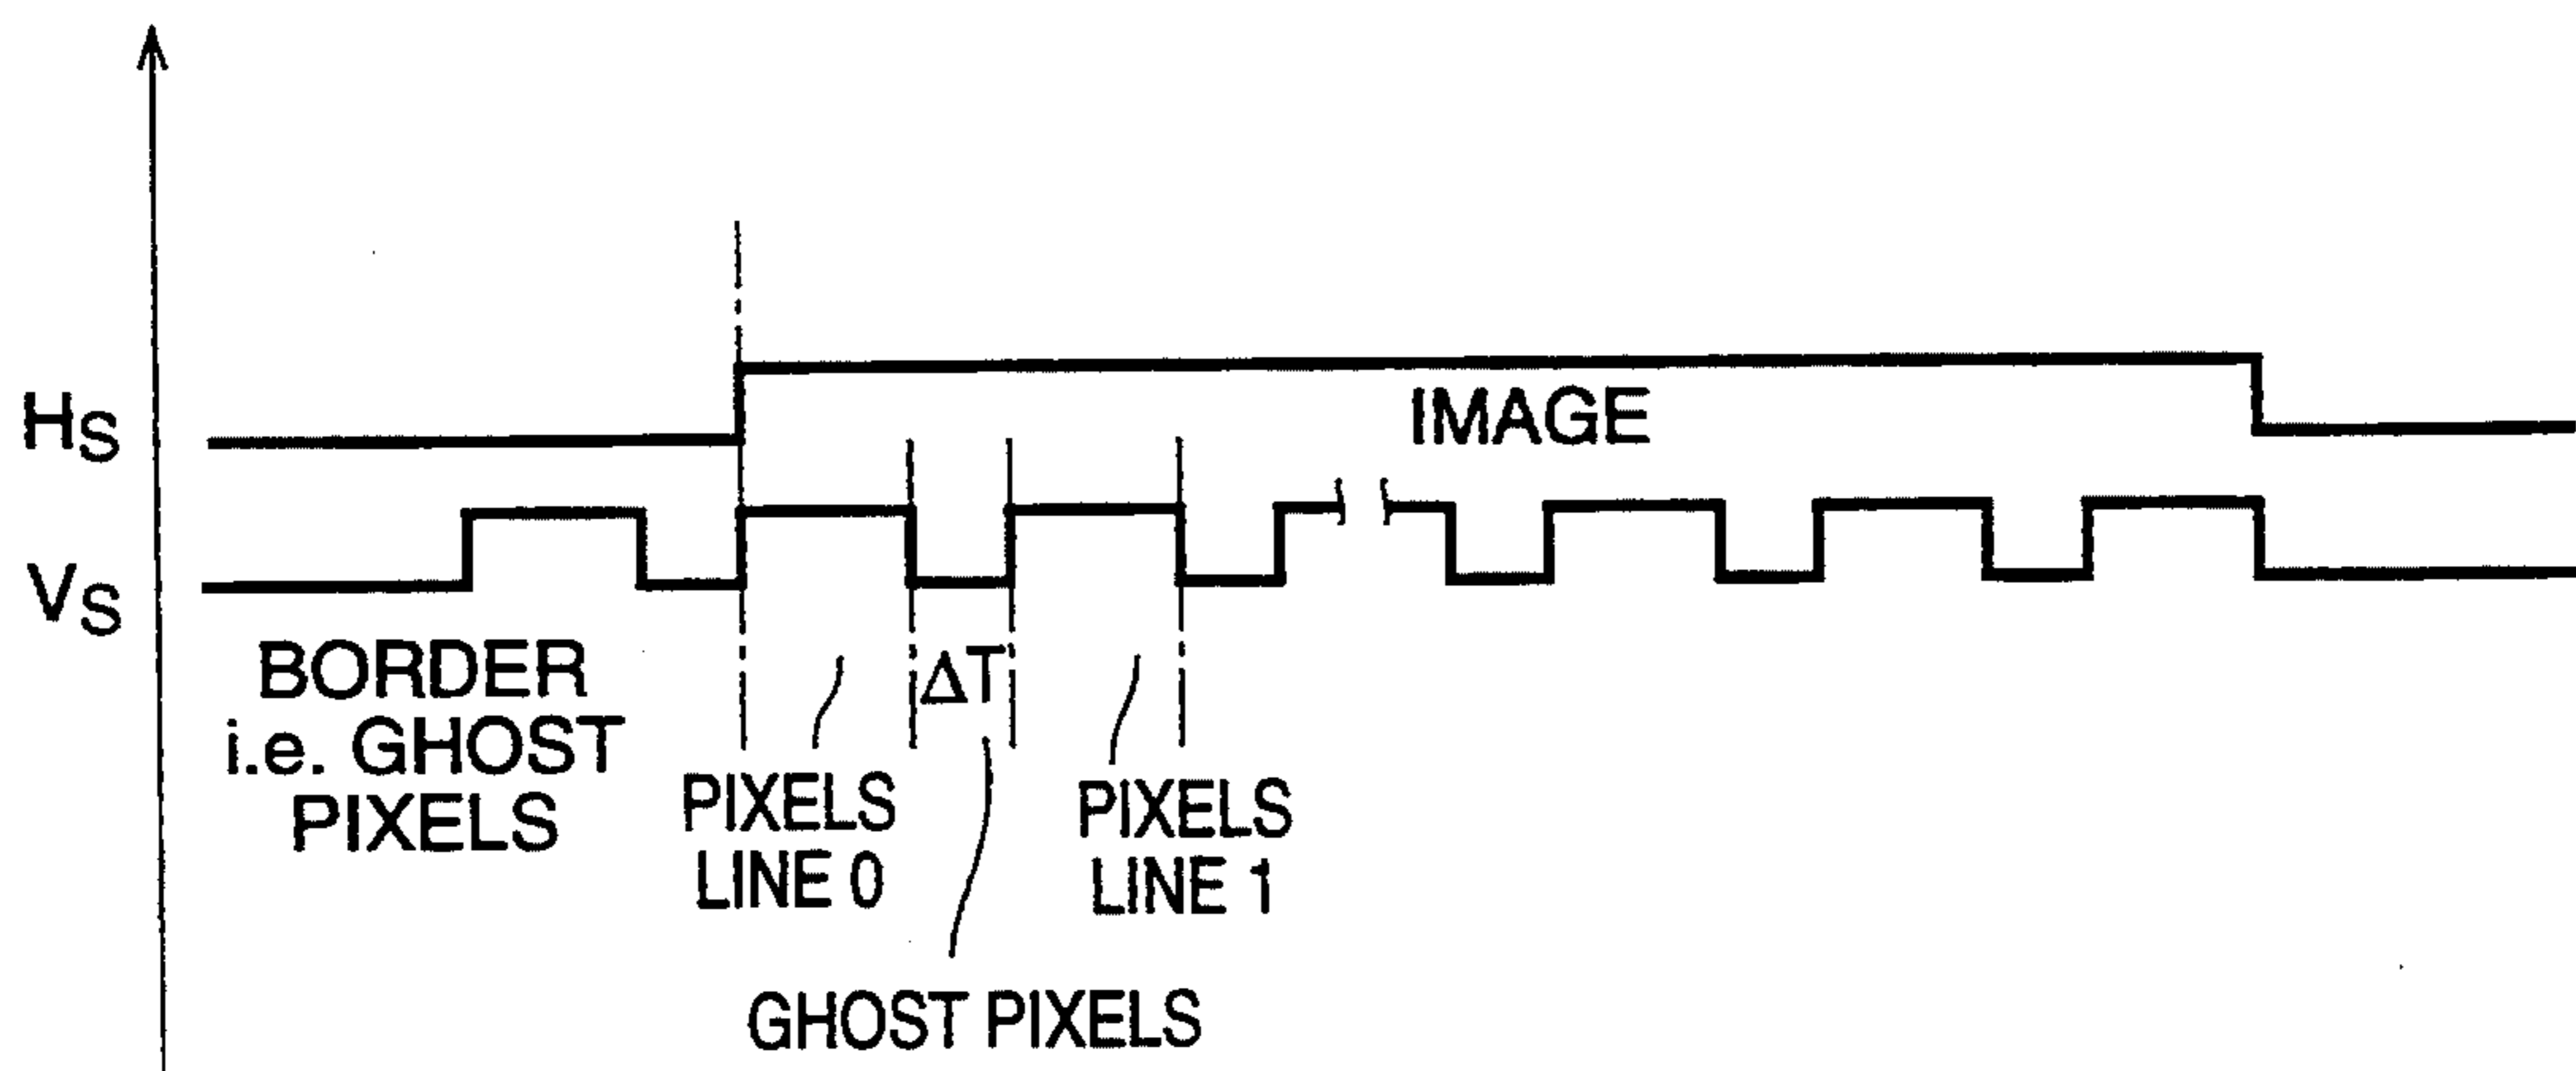 HS
IMAGE
VS
BORDER
i.e. GHOST
PIXELS
ΔT
PIXELS
LINE 0
PIXELS
LINE 1
GHOST PIXELS